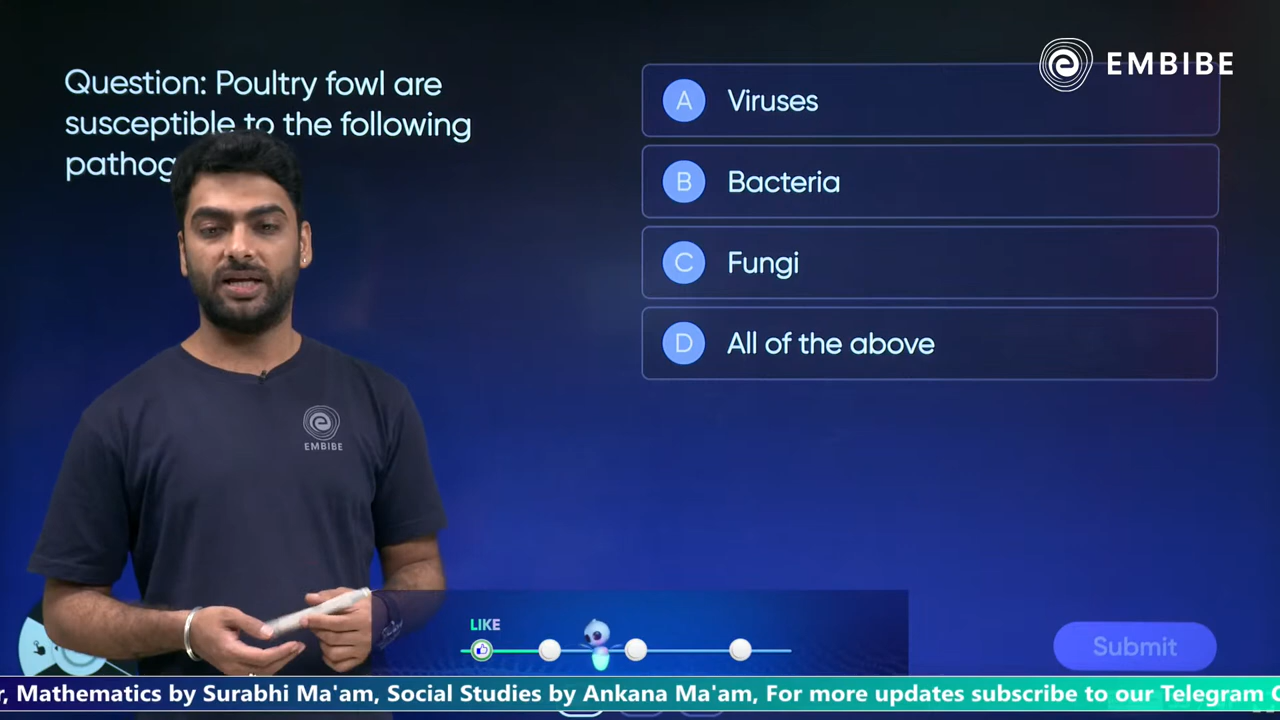 EMBIBE
Question: Poultry fowl are
susceptible to the following
A Viruses
B Bacteria
C Fungi
D All of the above
EMBIBE
LIKE
Submit
Mathematics by Surabhi Ma'am, Social Studies by Ankana Ma'am, For more updates subscribe to our Telegram